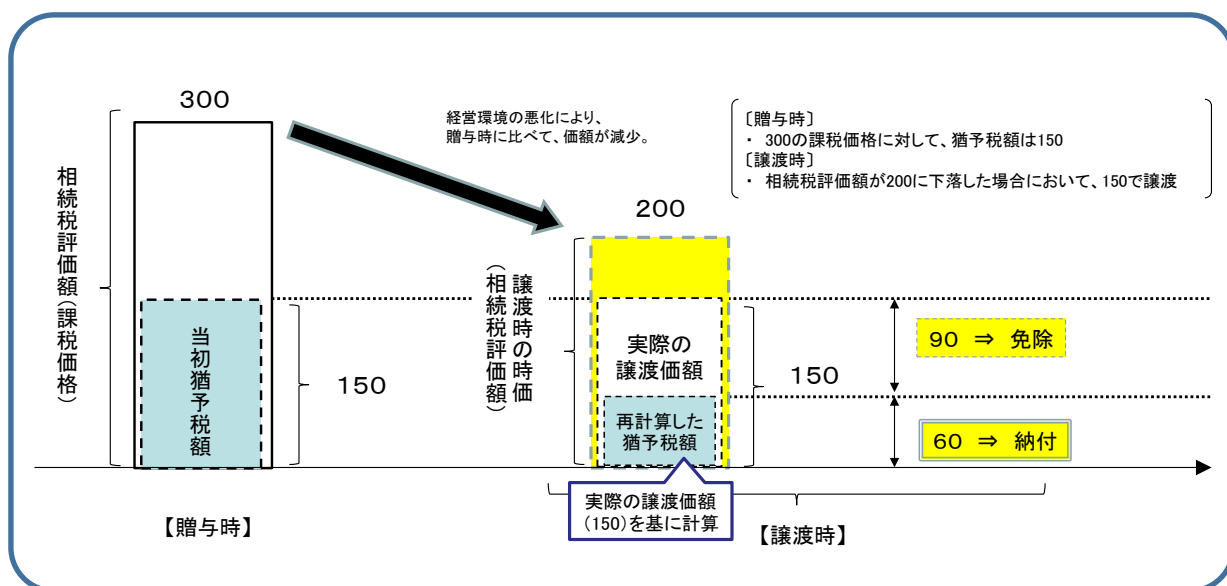 300
経営環境の悪化により、
贈与時に比べて、価額が減少。
〔贈与時〕
・ 300の課税価格に対して、猶予税額は150
〔譲渡時〕
・ 相続税評価額が200に下落した場合において、150で譲渡
相続税評価額(課税価格)
当初猶予税額
150
200
譲渡時の時価
(相続税評価額)
実際の
譲渡価額
再計算した
猶予税額
150
90 ⇒ 免除
60 ⇒ 納付
実際の譲渡価額
(150)を基に計算
【贈与時】
【譲渡時】